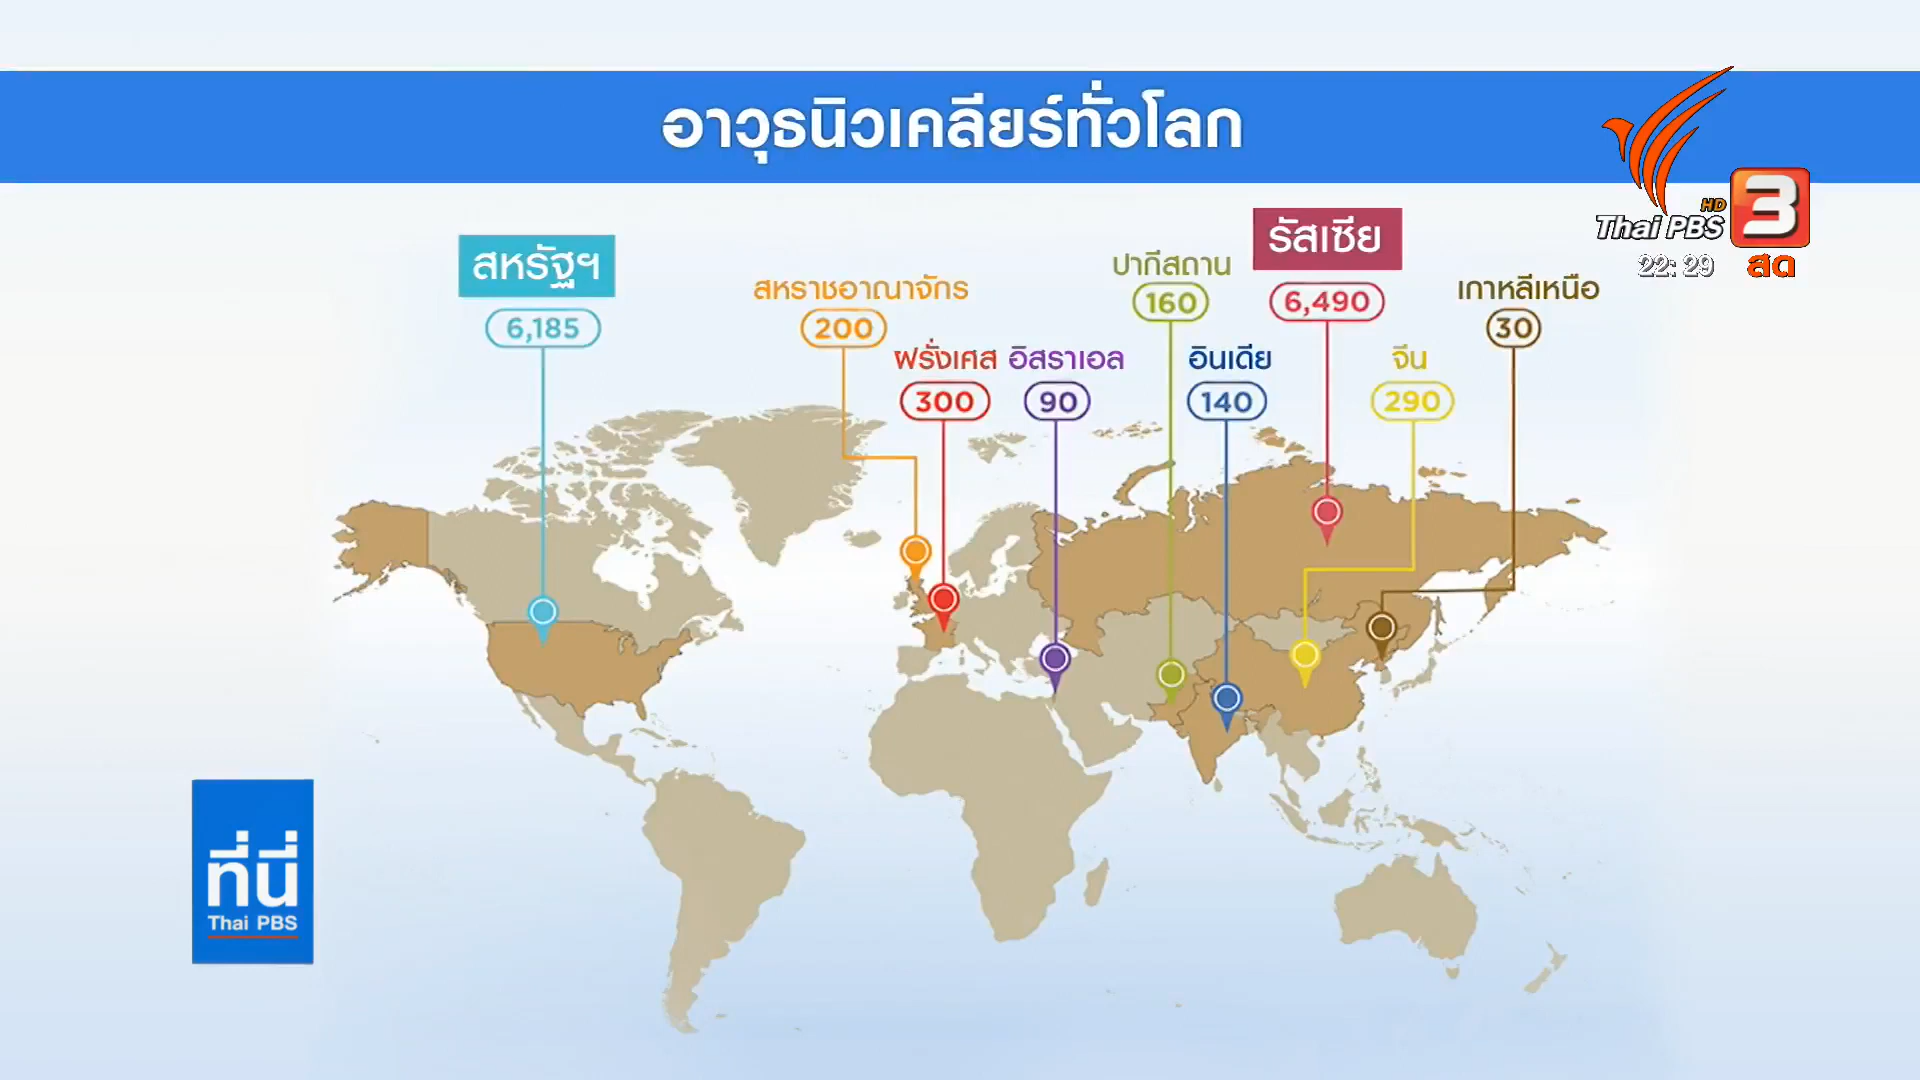 อาวุธนิวเคลียร์ทั่วโลก
HD
Thai PBS
3
22:29
สด
สหรัฐฯ
6,185
สหราชอาณาจักร
200
ฝรั่งเศส
300
อิสราเอล
90
ปากีสถาน
160
อินเดีย
140
รัสเซีย
6,490
จีน
290
เกาหลีเหนือ
30
ที่นี่
Thai PBS